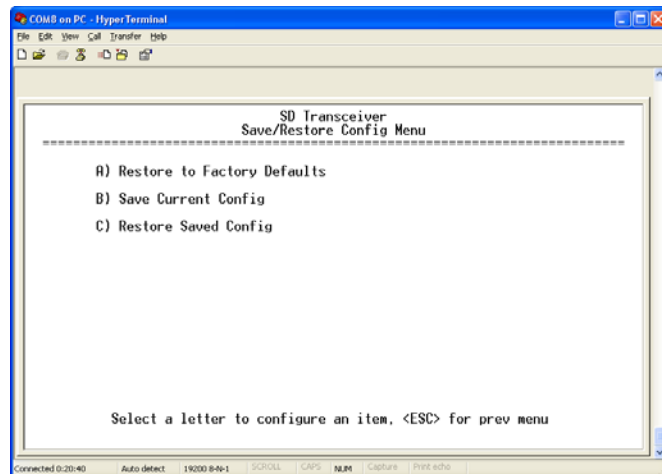 COM8 on PC - HyperTerminal
File Edit View Call Transfer Help
SD Transceiver
Save/Restore Config Menu
==========================================================================
A) Restore to Factory Defaults
B) Save Current Config
C) Restore Saved Config
Select a letter to configure an item, <ESC> for prev menu
Connected 0:20:40 Auto detect 19200 8-N-1 SCROLL CAPS NUM Capture Print echo